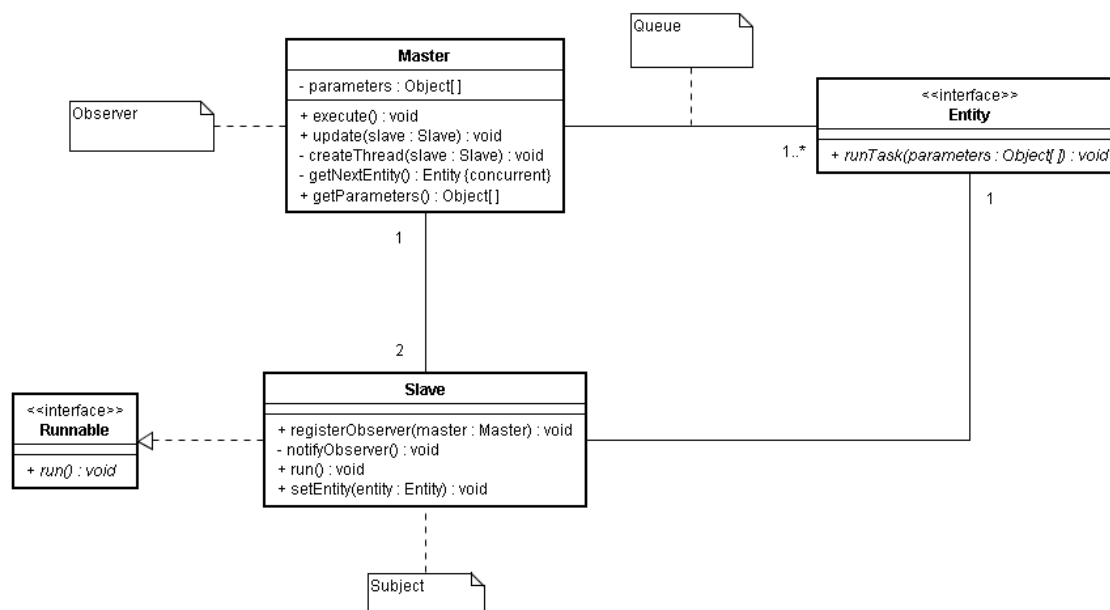 Queue
Master
- parameters : Object[ ]
Observer
+ execute() : void
+ update(slave : Slave) : void
- createThread(slave : Slave) : void
- getNextEntity() : Entity {concurrent}
+ getParameters() : Object[ ]
<<interface>>
Entity
+ runTask(parameters : Object[ ]) : void
1..*
1
1
2
Slave
+ registerObserver(master : Master) : void
- notifyObserver() : void
+ run() : void
+ setEntity(entity : Entity) : void
<<interface>>
Runnable
+ run() : void
Subject